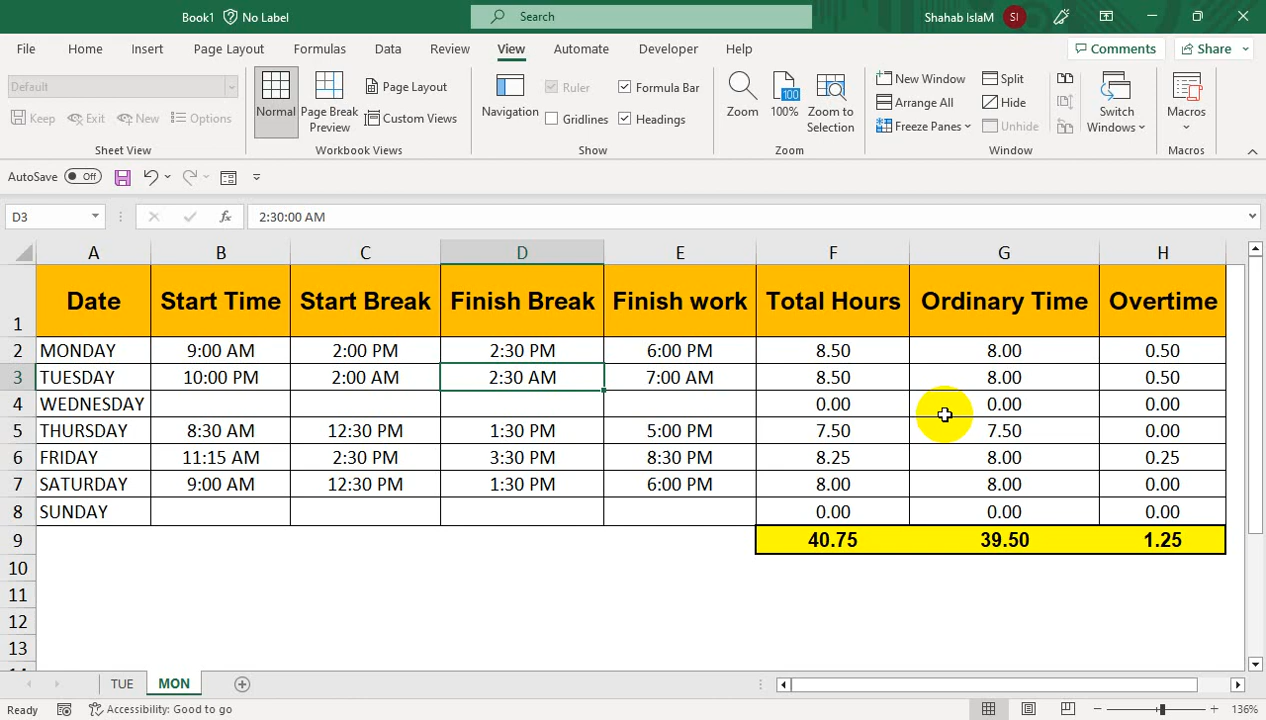 Book1 No Label Search Shahab IslaM SI
File Home Insert Page Layout Formulas Data Review View Automate Developer Help Comments Share
Default
Keep Exit New Options
Sheet View
Normal Page Break Preview Page Layout Custom Views
Workbook Views
Navigation Ruler Formula Bar Gridlines Headings
Show
Zoom 100 100% Zoom to Selection
Zoom
New Window Arrange All Freeze Panes Split Hide Unhide Switch Windows
Window
Macros
Macros
AutoSave Off
D3 fx 2:30:00 AM
A B C D E F G H
1 Date Start Time Start Break Finish Break Finish work Total Hours Ordinary Time Overtime
2 MONDAY 9:00 AM 2:00 PM 2:30 PM 6:00 PM 8.50 8.00 0.50
3 TUESDAY 10:00 PM 2:00 AM 2:30 AM 7:00 AM 8.50 8.00 0.50
4 WEDNESDAY 0.00 0.00 0.00
5 THURSDAY 8:30 AM 12:30 PM 1:30 PM 5:00 PM 7.50 7.50 0.00
6 FRIDAY 11:15 AM 2:30 PM 3:30 PM 8:30 PM 8.25 8.00 0.25
7 SATURDAY 9:00 AM 12:30 PM 1:30 PM 6:00 PM 8.00 8.00 0.00
8 SUNDAY 0.00 0.00 0.00
9 40.75 39.50 1.25
10
11
12
13
TUE MON
Ready Accessibility: Good to go 136%